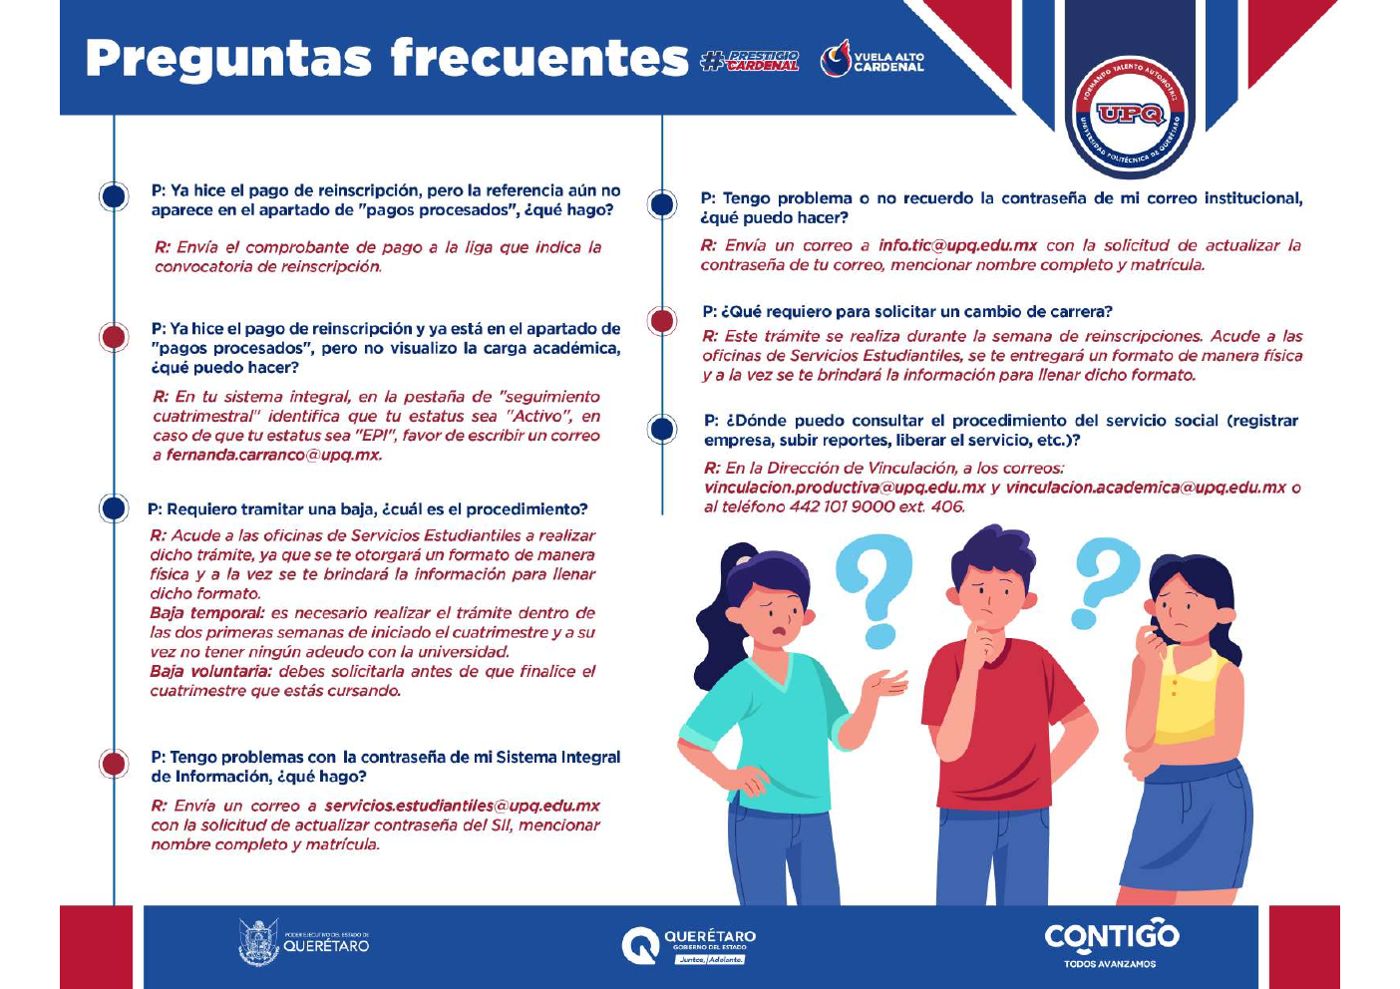 Preguntas frecuentes
#PRESTIGIO
CARDENAL
VUELA ALTO
CARDENAL
FORMANDO TALENTO AUTOMOTRIZ
UPQ
UNIVERSIDAD POLITÉCNICA DE QUERÉTARO
P: Ya hice el pago de reinscripción, pero la referencia aún no
aparece en el apartado de "pagos procesados", ¿qué hago?
R: Envía el comprobante de pago a la liga que indica la
convocatoria de reinscripción.
P: Ya hice el pago de reinscripción y ya está en el apartado de
"pagos procesados", pero no visualizo la carga académica,
¿qué puedo hacer?
R: En tu sistema integral, en la pestaña de "seguimiento
cuatrimestral" identifica que tu estatus sea "Activo", en
caso de que tu estatus sea "EPI", favor de escribir un correo
a fernanda.carranco@upq.mx.
P: Requiero tramitar una baja, ¿cuál es el procedimiento?
R: Acude a las oficinas de Servicios Estudiantiles a realizar
dicho trámite, ya que se te otorgará un formato de manera
física y a la vez se te brindará la información para llenar
dicho formato.
Baja temporal: es necesario realizar el trámite dentro de
las dos primeras semanas de iniciado el cuatrimestre y a su
vez no tener ningún adeudo con la universidad.
Baja voluntaria: debes solicitarla antes de que finalice el
cuatrimestre que estás cursando.
P: Tengo problemas con la contraseña de mi Sistema Integral
de Información, ¿qué hago?
R: Envía un correo a servicios.estudiantiles@upq.edu.mx
con la solicitud de actualizar contraseña del SII, mencionar
nombre completo y matrícula.
P: Tengo problema o no recuerdo la contraseña de mi correo institucional,
¿qué puedo hacer?
R: Envía un correo a info.tic@upq.edu.mx con la solicitud de actualizar la
contraseña de tu correo, mencionar nombre completo y matrícula.
P: ¿Qué requiero para solicitar un cambio de carrera?
R: Este trámite se realiza durante la semana de reinscripciones. Acude a las
oficinas de Servicios Estudiantiles, se te entregará un formato de manera física
y a la vez se te brindará la información para llenar dicho formato.
P: ¿Dónde puedo consultar el procedimiento del servicio social (registrar
empresa, subir reportes, liberar el servicio, etc.)?
R: En la Dirección de Vinculación, a los correos:
vinculacion.productiva@upq.edu.mx y vinculacion.academica@upq.edu.mx o
al teléfono 442 101 9000 ext. 406.
PODER EJECUTIVO DEL ESTADO DE
QUERÉTARO
QUERÉTARO
GOBIERNO DEL ESTADO
Juntos, Adelante.
CONTIGO
TODOS AVANZAMOS